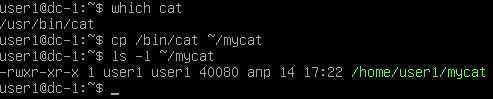 user1@dc-1:~$ which cat
/usr/bin/cat
user1@dc-1:~$ cp /bin/cat ~/mycat
user1@dc-1:~$ ls -l ~/mycat
-rwxr-xr-x 1 user1 user1 40080 апр 14 17:22 /home/user1/mycat
user1@dc-1:~$ _